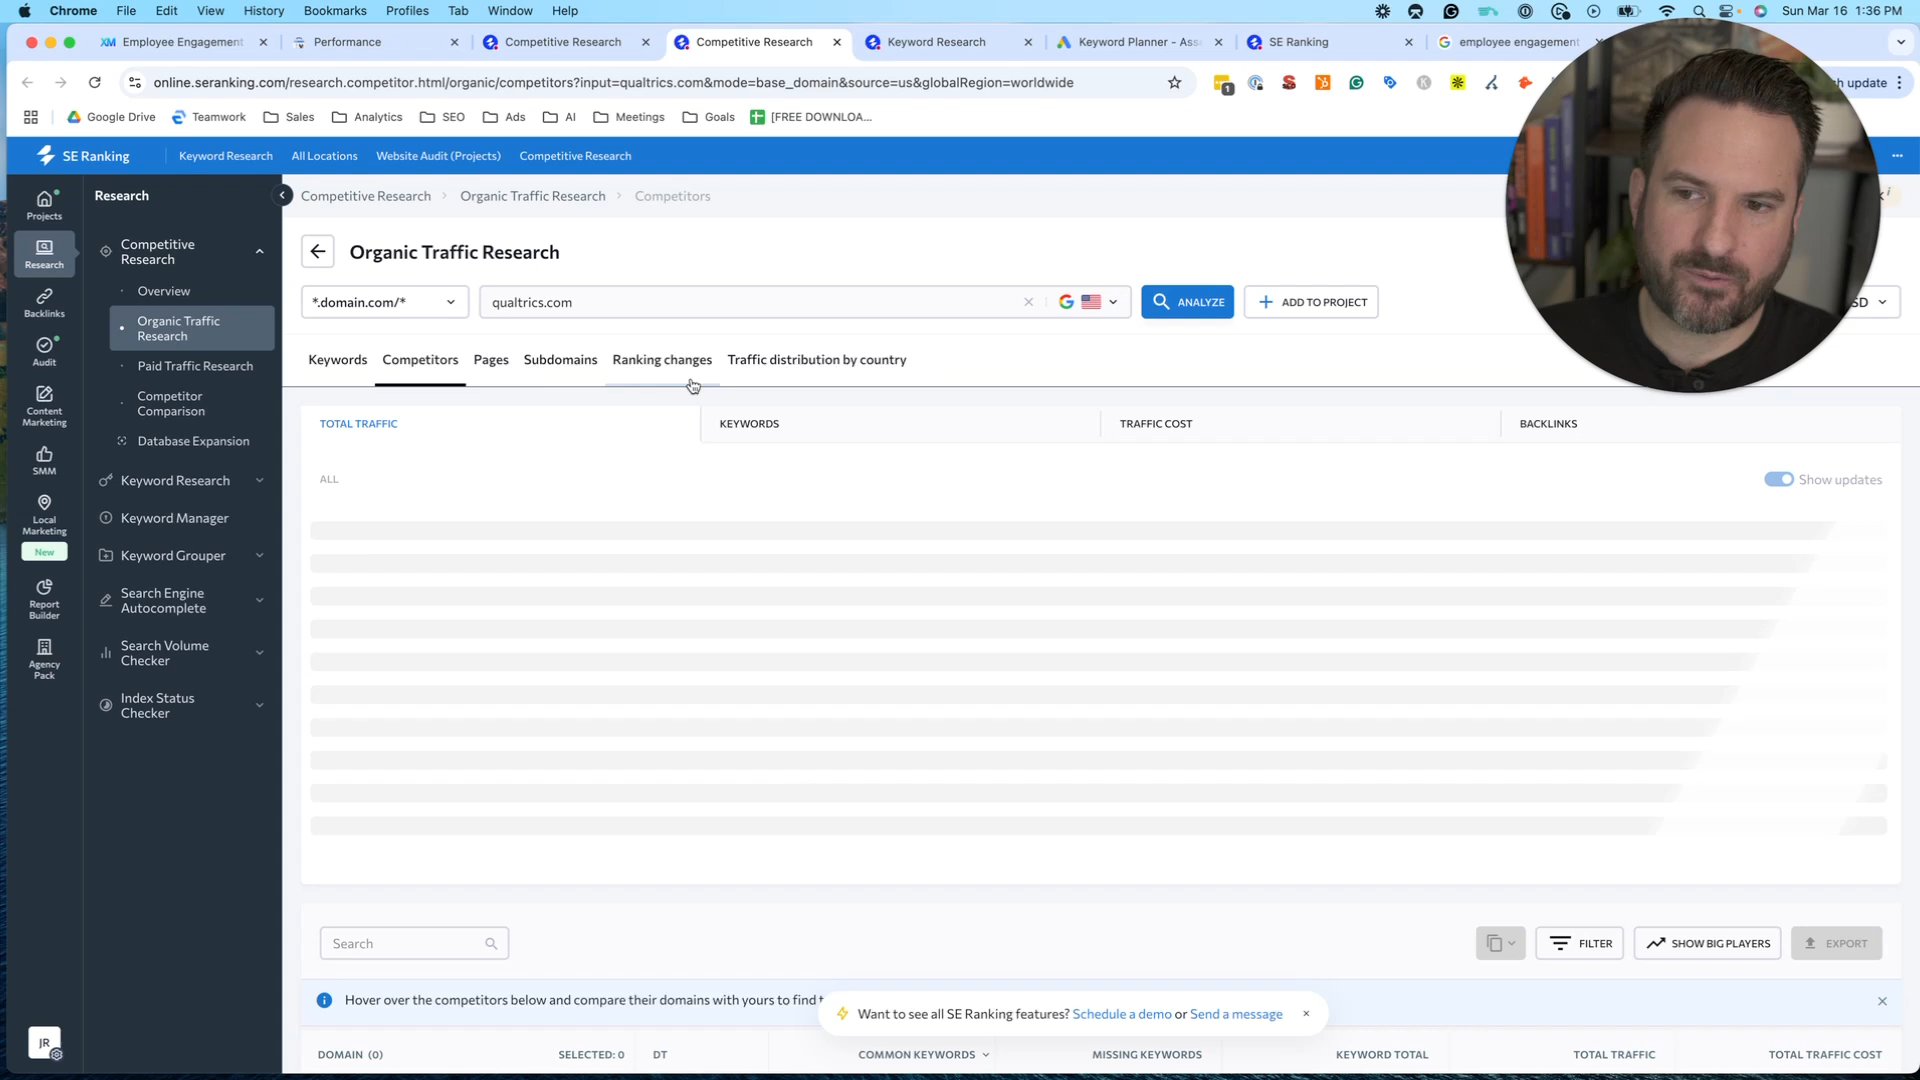 Chrome File Edit View History Bookmarks Profiles Tab Window Help Sun Mar 16 1:36 PM
XM Employee Engagement Performance Competitive Research Competitive Research Keyword Research Keyword Planner - Ass SE Ranking employee engagement
online.seranking.com/research.competitor.html/organic/competitors?input=qualtrics.com&mode=base_domain&source=us&globalRegion=worldwide 1 update
Google Drive Teamwork Sales Analytics SEO Ads AI Meetings Goals [FREE DOWNLOA...
SE Ranking Keyword Research All Locations Website Audit (Projects) Competitive Research
Projects
Research
Backlinks
Audit
Content
Marketing
SMM
Local
Marketing
New
Report
Builder
Agency
Pack
JR
Research
Competitive
Research
Overview
Organic Traffic
Research
Paid Traffic Research
Competitor
Comparison
Database Expansion
Keyword Research
Keyword Manager
Keyword Grouper
Search Engine
Autocomplete
Search Volume
Checker
Index Status
Checker
Competitive Research Organic Traffic Research Competitors
Organic Traffic Research
*.domain.com/* qualtrics.com ANALYZE ADD TO PROJECT
Keywords Competitors Pages Subdomains Ranking changes Traffic distribution by country
TOTAL TRAFFIC KEYWORDS TRAFFIC COST BACKLINKS
ALL Show updates
Search FILTER SHOW BIG PLAYERS EXPORT
Hover over the competitors below and compare their domains with yours to find
Want to see all SE Ranking features? Schedule a demo or Send a message
DOMAIN (0) SELECTED: 0 DT COMMON KEYWORDS MISSING KEYWORDS KEYWORD TOTAL TOTAL TRAFFIC TOTAL TRAFFIC COST